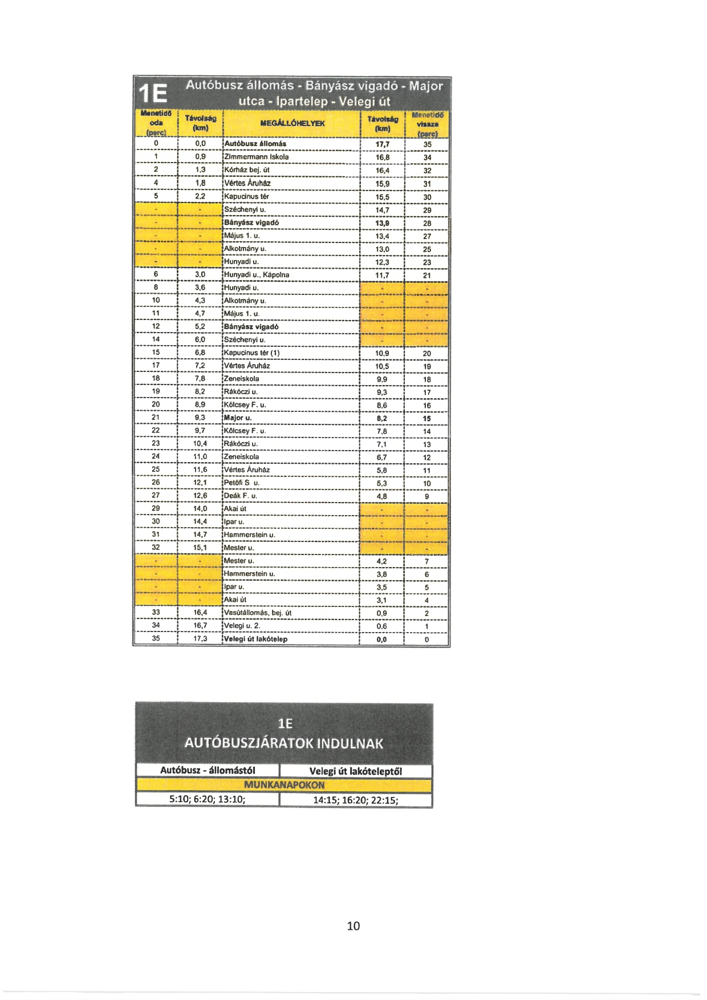 1E Autóbusz állomás - Bányász vigadó - Major
utca - Ipartelep - Velegi út
Menetidő oda (perc) Távolság (km) MEGÁLLÓHELYEK Távolság (km) Menetidő vissza (perc)
0 0,0 Autóbusz állomás 17,7 35
1 0,9 Zimmermann Iskola 16,8 34
2 1,3 Kórház bej. út 16,4 32
4 1,8 Vértes Áruház 15,9 31
5 2,2 Kapucinus tér 15,5 30
- - Széchenyi u. 14,7 29
- - Bányász vigadó 13,9 28
- - Május 1. u. 13,4 27
- - Alkotmány u. 13,0 25
- - Hunyadi u. 12,3 23
6 3,0 Hunyadi u., Kápolna 11,7 21
8 3,6 Hunyadi u. - -
10 4,3 Alkotmány u. - -
11 4,7 Május 1. u. - -
12 5,2 Bányász vigadó - -
14 6,0 Széchenyi u. - -
15 6,8 Kapucinus tér (1) 10,9 20
17 7,2 Vértes Áruház 10,5 19
18 7,8 Zeneiskola 9,9 18
19 8,2 Rákóczi u. 9,3 17
20 8,9 Kölcsey F. u. 8,6 16
21 9,3 Major u. 8,2 15
22 9,7 Kölcsey F. u. 7,8 14
23 10,4 Rákóczi u. 7,1 13
24 11,0 Zeneiskola 6,7 12
25 11,6 Vértes Áruház 5,8 11
26 12,1 Petőfi S u. 5,3 10
27 12,6 Deák F. u. 4,8 9
29 14,0 Akai út - -
30 14,4 Ipar u. - -
31 14,7 Hammerstein u. - -
32 15,1 Mester u. - -
- - Mester u. 4,2 7
- - Hammerstein u. 3,8 6
- - Ipar u. 3,5 5
- - Akai út 3,1 4
33 16,4 Vasútállomás, bej. út 0,9 2
34 16,7 Velegi u. 2. 0,6 1
35 17,3 Velegi út lakótelep 0,0 0
1E
AUTÓBUSZJÁRATOK INDULNAK
Autóbusz - állomástól Velegi út lakóteleptől
MUNKANAPOKON
5:10; 6:20; 13:10; 14:15; 16:20; 22:15;
10